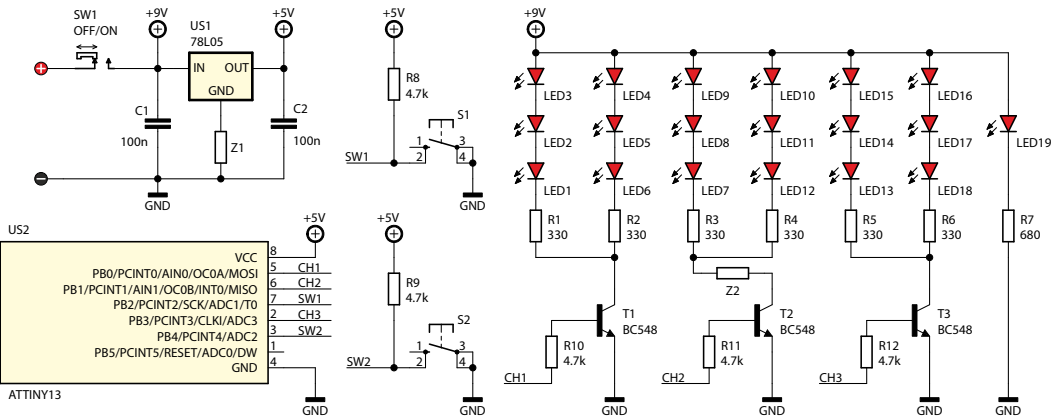 SW1
OFF/ON
+9V
US1
78L05
+5V
IN OUT
GND
C1
100n
Z1
C2
100n
GND
+5V
R8
4.7k
S1
1 3
2 4
SW1
GND
+9V
LED3 LED4 LED9 LED10 LED15 LED16
LED2 LED5 LED8 LED11 LED14 LED17 LED19
LED1 LED6 LED7 LED12 LED13 LED18
R1 R2 R3 R4 R5 R6 R7
330 330 330 330 330 330 680
Z2
T1 T2 T3
BC548 BC548 BC548
R10 R11 R12
4.7k 4.7k 4.7k
CH1 CH2 CH3
GND GND GND GND
US2
+5V
VCC 8
PB0/PCINT0/AIN0/OC0A/MOSI 5 CH1
PB1/PCINT1/AIN1/OC0B/INT0/MISO 6 CH2
PB2/PCINT2/SCK/ADC1/T0 7 SW1
PB3/PCINT3/CLKI/ADC3 2 CH3
PB4/PCINT4/ADC2 3 SW2
PB5/PCINT5/RESET/ADC0/DW 1
GND 4
ATTINY13
GND
+5V
R9
4.7k
S2
1 3
2 4
SW2
GND